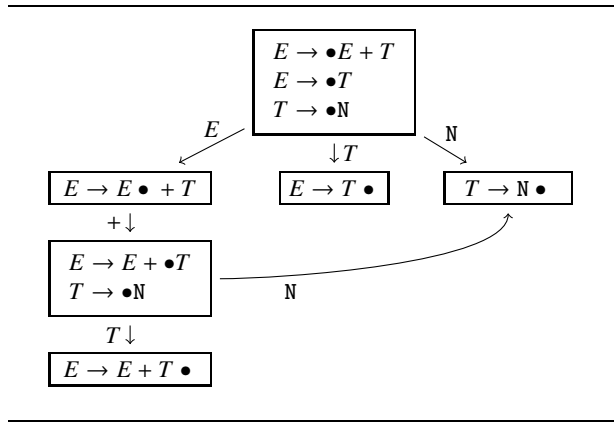 E → •E + T
E → •T
T → •N
E
↓T
N
E → E • + T
E → T •
T → N •
+↓
E → E + •T
T → •N
N
T↓
E → E + T •